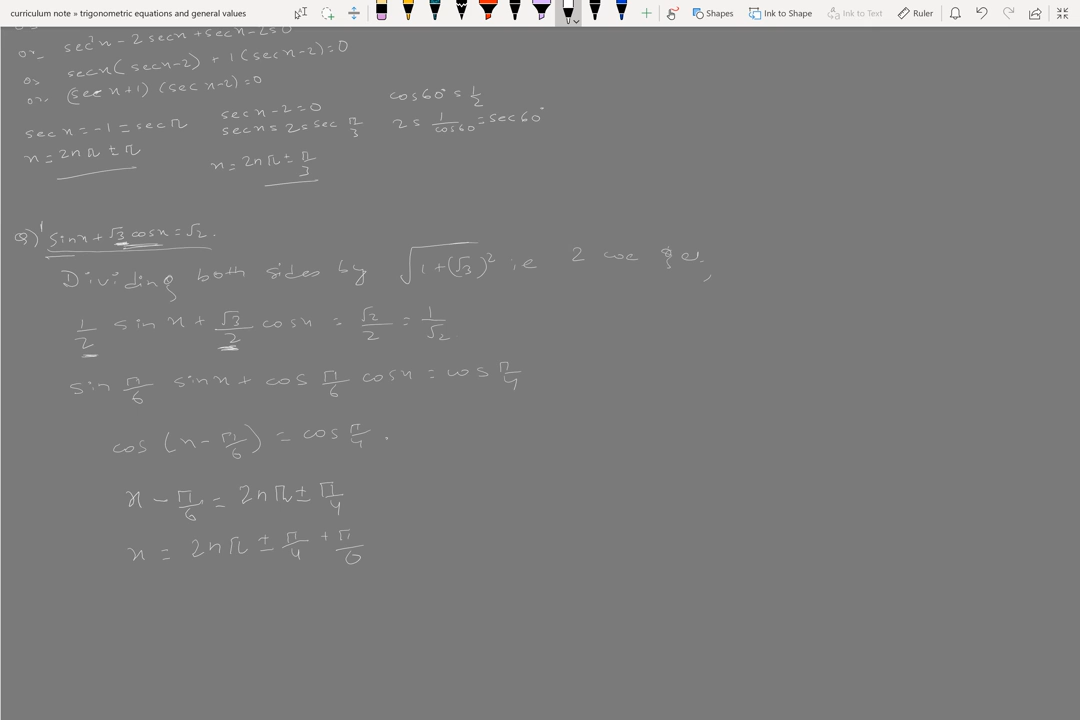 curriculum note » trigonometric equations and general values
Shapes
Ink to Shape
Ink to Text
Ruler
or sec²x - 2 secx + secx - 2 = 0
or secx(secx-2) + 1(secx-2)=0
or (secx+1) (secx-2)=0
secx = -1 = secπ
x = 2nπ ± π
secx-2=0
secx = 2 = sec π/3
x = 2nπ ± π/3
cos60° = 1/2
2 = 1/cos60 = sec60°
Q) sinx + √3 cosx = √2.
Dividing both sides by √(1+(√3)²) ie 2 we get,
1/2 sinx + √3/2 cosx = √2/2 = 1/√2
sin π/6 sinx + cos π/6 cosx = cos π/4
cos (x - π/6) = cos π/4.
x - π/6 = 2nπ ± π/4
x = 2nπ ± π/4 + π/6